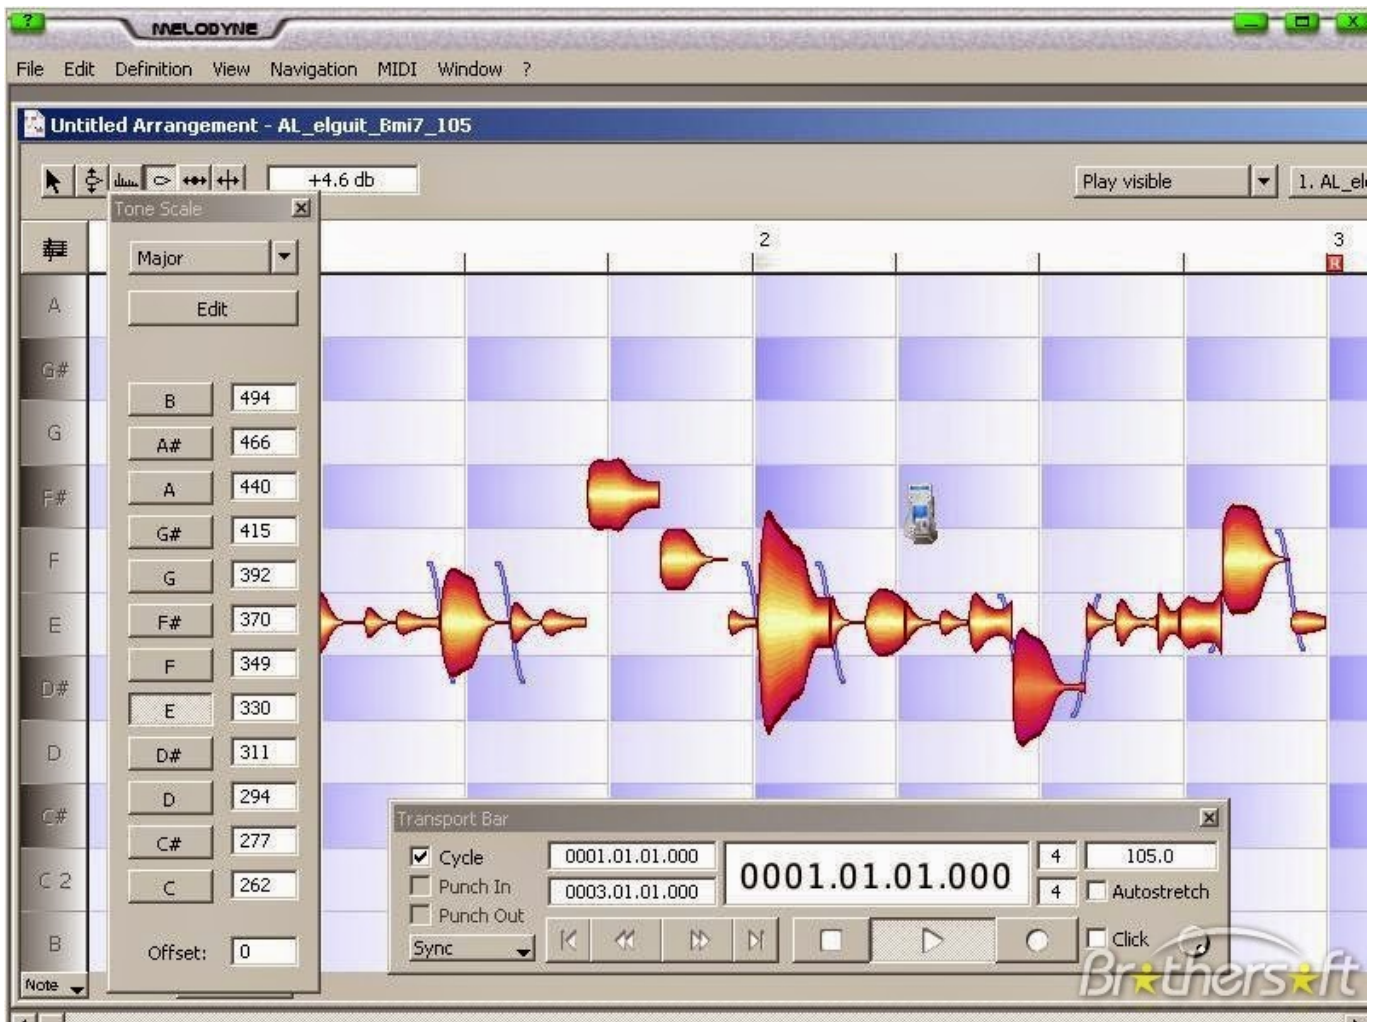 ?
MELODYNE
X
File Edit Definition View Navigation MIDI Window ?
Untitled Arrangement - AL_elguit_Bmi7_105
+4.6 db
Play visible
1. AL_el
Tone Scale
Major
Edit
B 494
A# 466
A 440
G# 415
G 392
F# 370
F 349
E 330
D# 311
D 294
C# 277
C 262
Offset: 0
2
3
R
A
G#
G
F#
F
E
D#
D
C#
C 2
B
Note
Transport Bar
Cycle 0001.01.01.000 0001.01.01.000 4 105.0
Punch In 0003.01.01.000 4 Autostretch
Punch Out
Sync
Click
Brothersoft